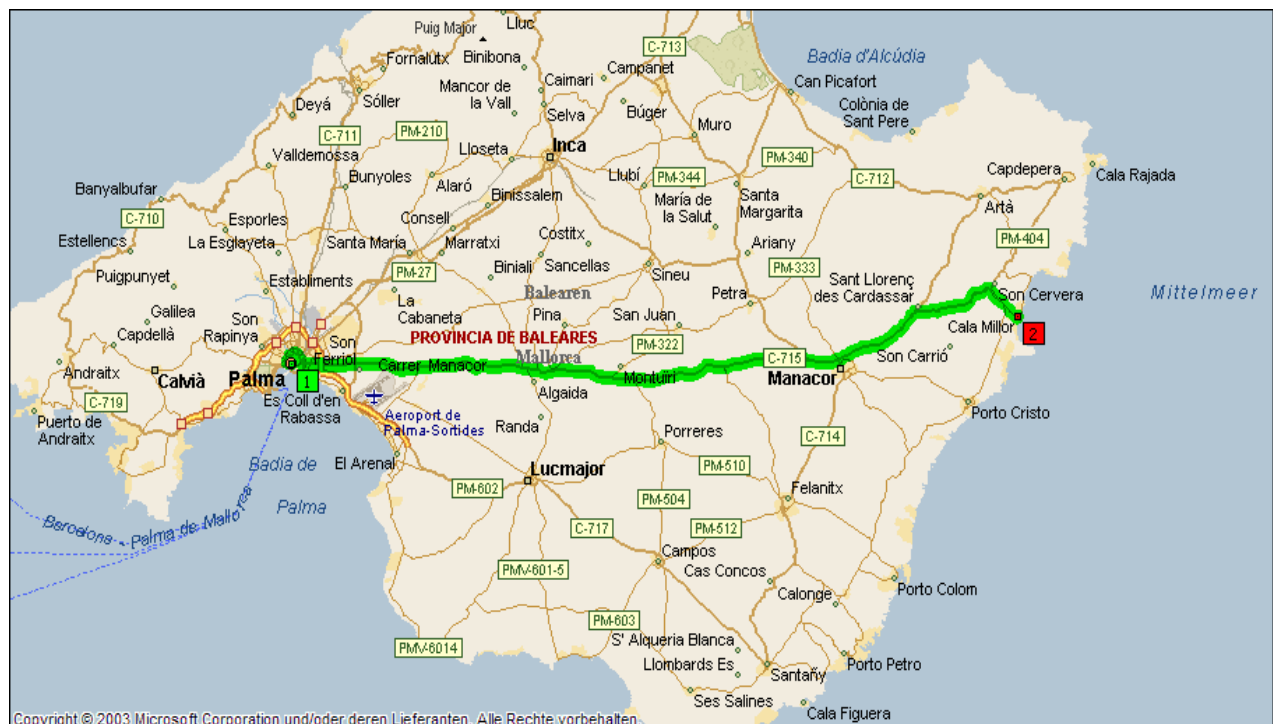 Lluc
Puig Major
Badia d'Alcúdia
C-713
Fornalutx
Binibona
Campanet
Caimari
Can Picafort
Mancor de
la Vall
Sóller
Deyá
Selva
Búger
Colònia de
Sant Pere
C-711
PM-210
Muro
Inca
Valldemossa
Lloseta
PM-340
Capdepera
Cala Rajada
Bunyoles
Alaró
Llubí
PM-344
C-712
Banyalbufar
Binissalem
María de
la Salut
Santa
Margarita
Artà
C-710
Esporles
Consell
Estellencs
La Esglayeta
Santa María
Marratxi
Costitx
Ariany
PM-404
Puigpunyet
Establiments
PM-27
Biniali
Sancellas
Sineu
PM-333
Sant Llorenç
des Cardassar
Son Cervera
Mittelmeer
Balearen
Galilea
La
Cabaneta
Petra
Capdellà
Son
Rapinya
Son
Ferriol
Pina
San Juan
Cala Millor
2
PROVINCIA DE BALEARES
PM-322
Mallorca
C-715
Son Carrió
Andraitx
Calvià
Palma
1
Carrer Manacor
Montuiri
Manacor
C-719
Es Coll d'en
Rabassa
Algaida
Puerto de
Andraitx
Aeroport de
Palma-Sortides
Randa
Porto Cristo
Porreres
C-714
Badia de
Palma
El Arenal
Lucmajor
PM-510
PM-602
PM-504
Felanitx
Barcelona - Palma de Mallorea
C-717
PM-512
Campos
PMV-601-5
Cas Concos
Porto Colom
Calonge
PM-603
PMV-6014
S' Alqueria Blanca
Llombards Es
Porto Petro
Santañy
Ses Salines
Cala Figuera
Copyright © 2003 Microsoft Corporation und/oder deren Lieferanten. Alle Rechte vorbehalten.